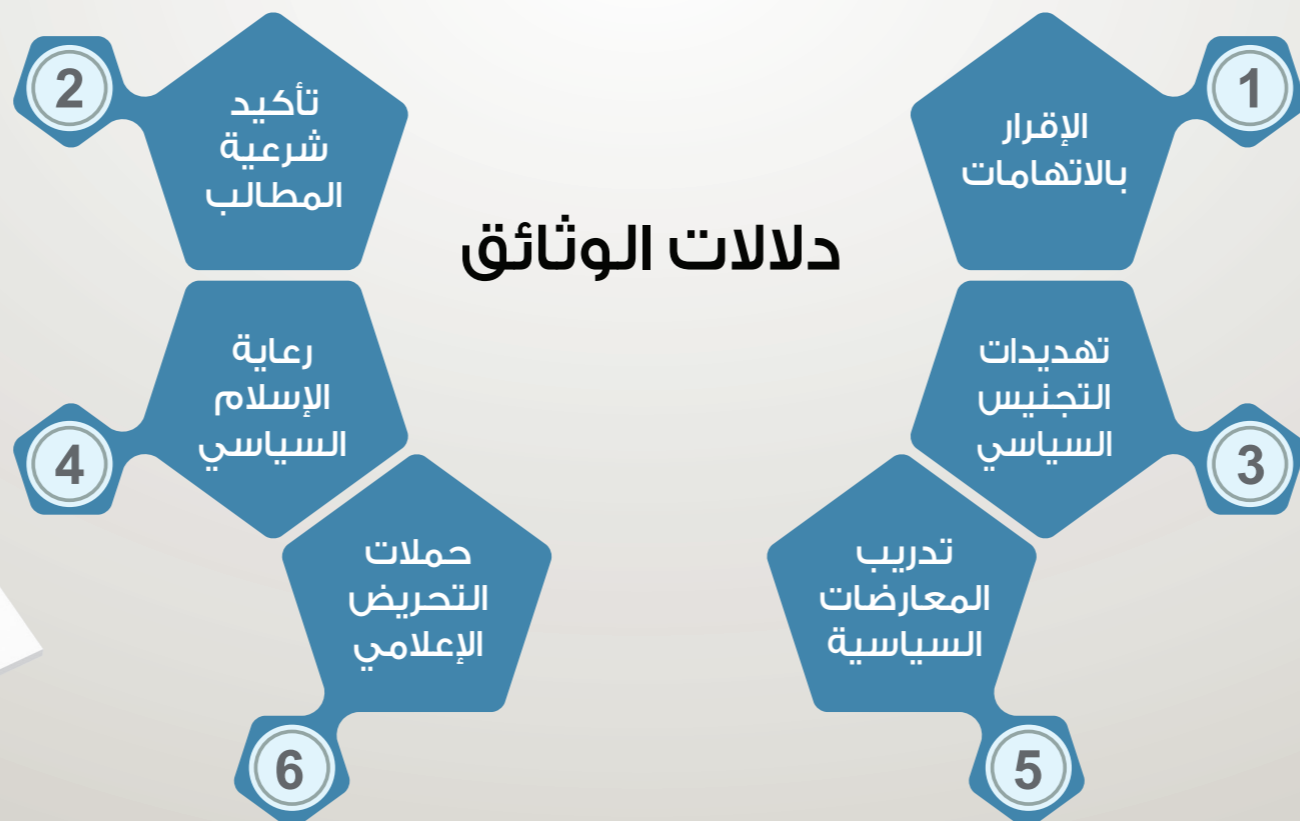 دلالات الوثائق
1
الإقرار
بالاتهامات
2
تأكيد
شرعية
المطالب
3
تهديدات
التجنيس
السياسي
4
رعاية
الإسلام
السياسي
5
تدريب
المعارضات
السياسية
6
حملات
التحريض
الإعلامي